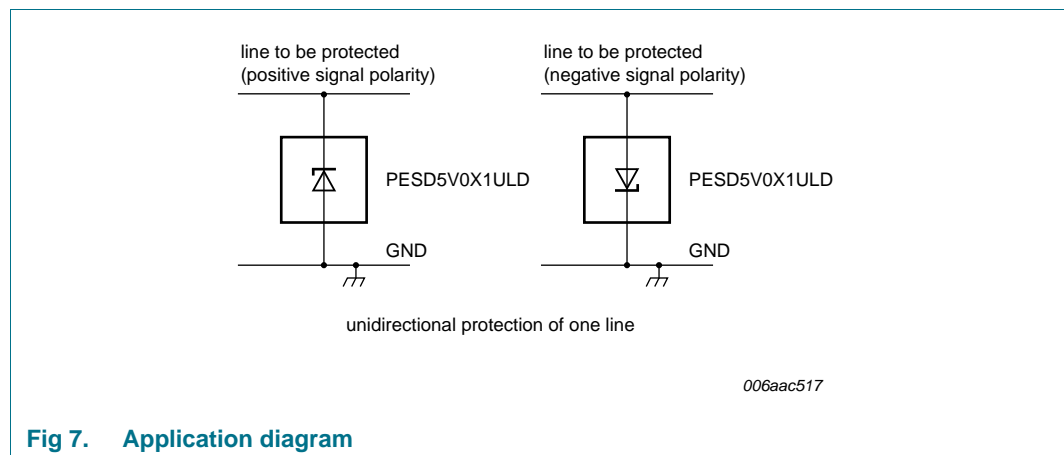 line to be protected
(positive signal polarity)
line to be protected
(negative signal polarity)
PESD5V0X1ULD
PESD5V0X1ULD
GND
GND
unidirectional protection of one line
006aac517
Fig 7. Application diagram